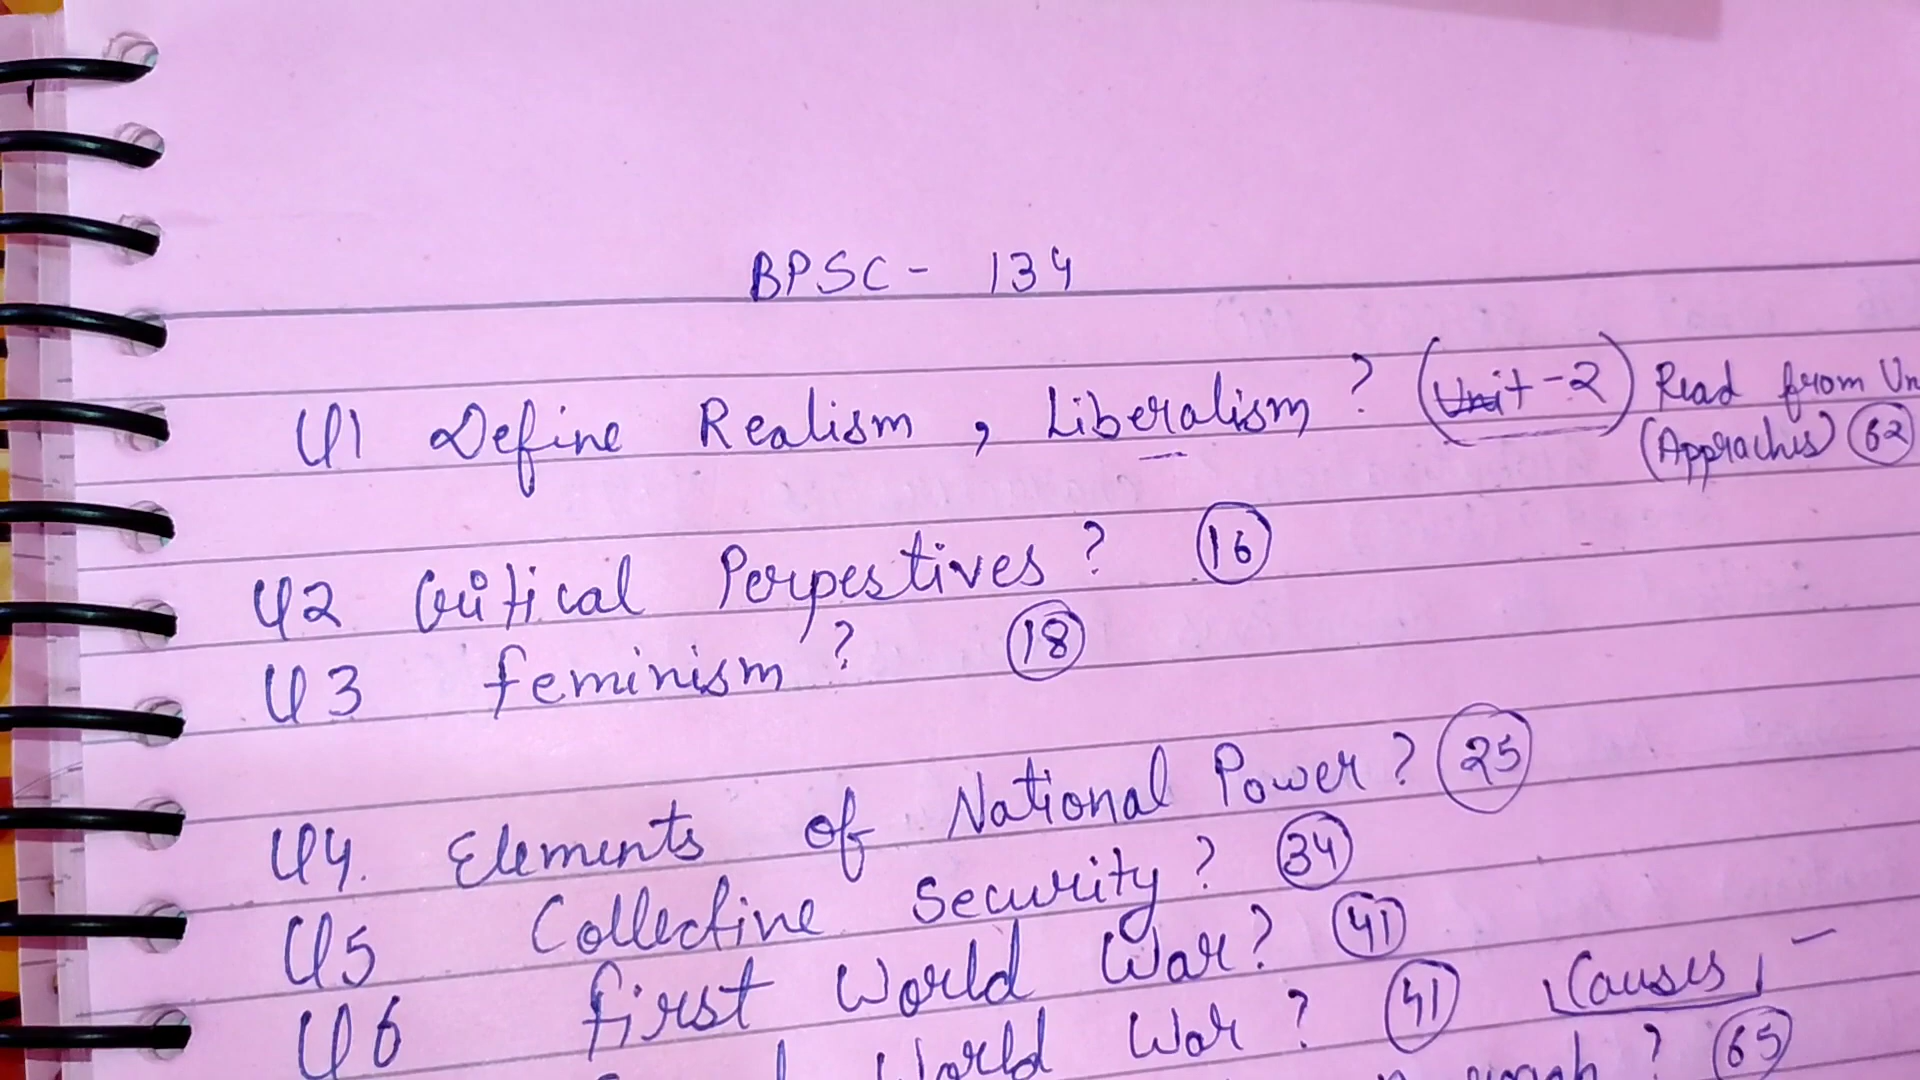 BPSC - 134
Q1 Define Realism , Liberalism ? (Unit - 2) Read from Un
(Appraches) 62
Q2 Critical Perpestives ? 16
Q3 feminism ? 18
Q4. Elements of National Power ? 25
Q5 Collective Security ? 34
Q6 first World War ? 41
World War ? 41 Causes, -
? 65